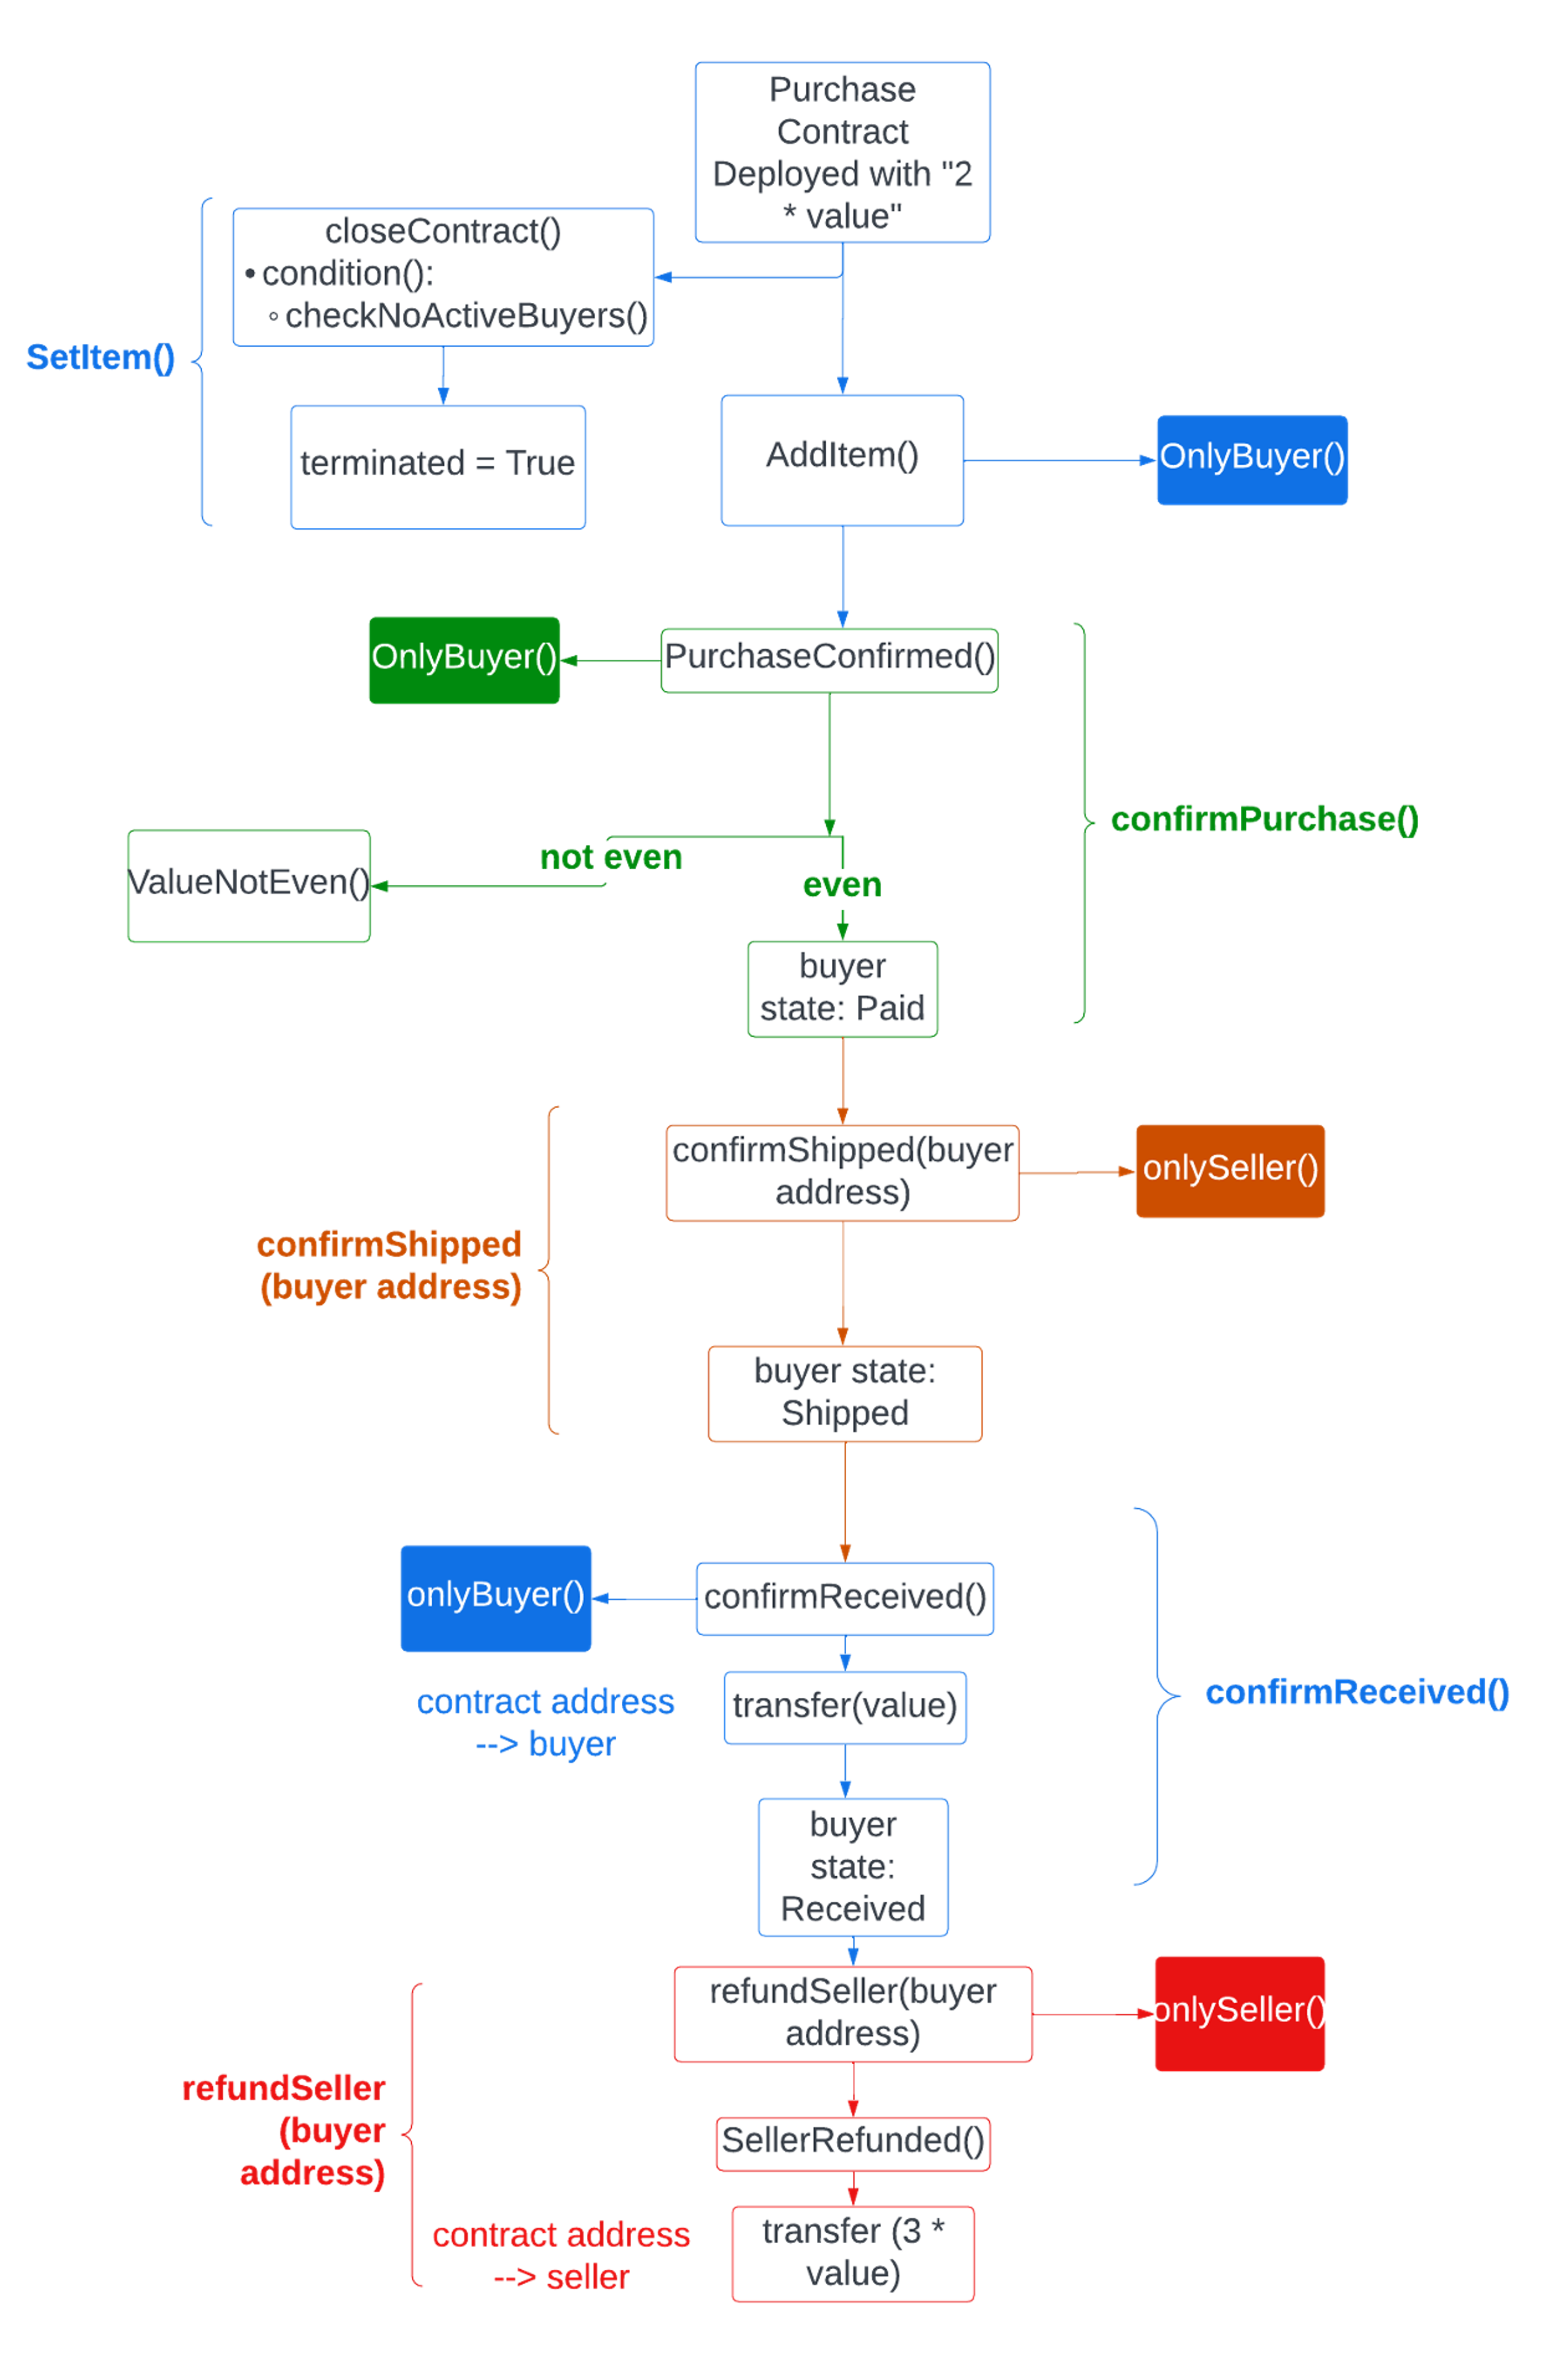 Purchase
Contract
Deployed with "2
* value"
closeContract()
• condition():
◦ checkNoActiveBuyers()
SetItem()
terminated = True
AddItem()
OnlyBuyer()
OnlyBuyer()
PurchaseConfirmed()
confirmPurchase()
not even
ValueNotEven()
even
buyer
state: Paid
confirmShipped(buyer
address)
onlySeller()
confirmShipped
(buyer address)
buyer state:
Shipped
onlyBuyer()
confirmReceived()
contract address
--> buyer
transfer(value)
confirmReceived()
buyer
state:
Received
refundSeller(buyer
address)
onlySeller()
refundSeller
(buyer
address)
SellerRefunded()
contract address
--> seller
transfer (3 *
value)